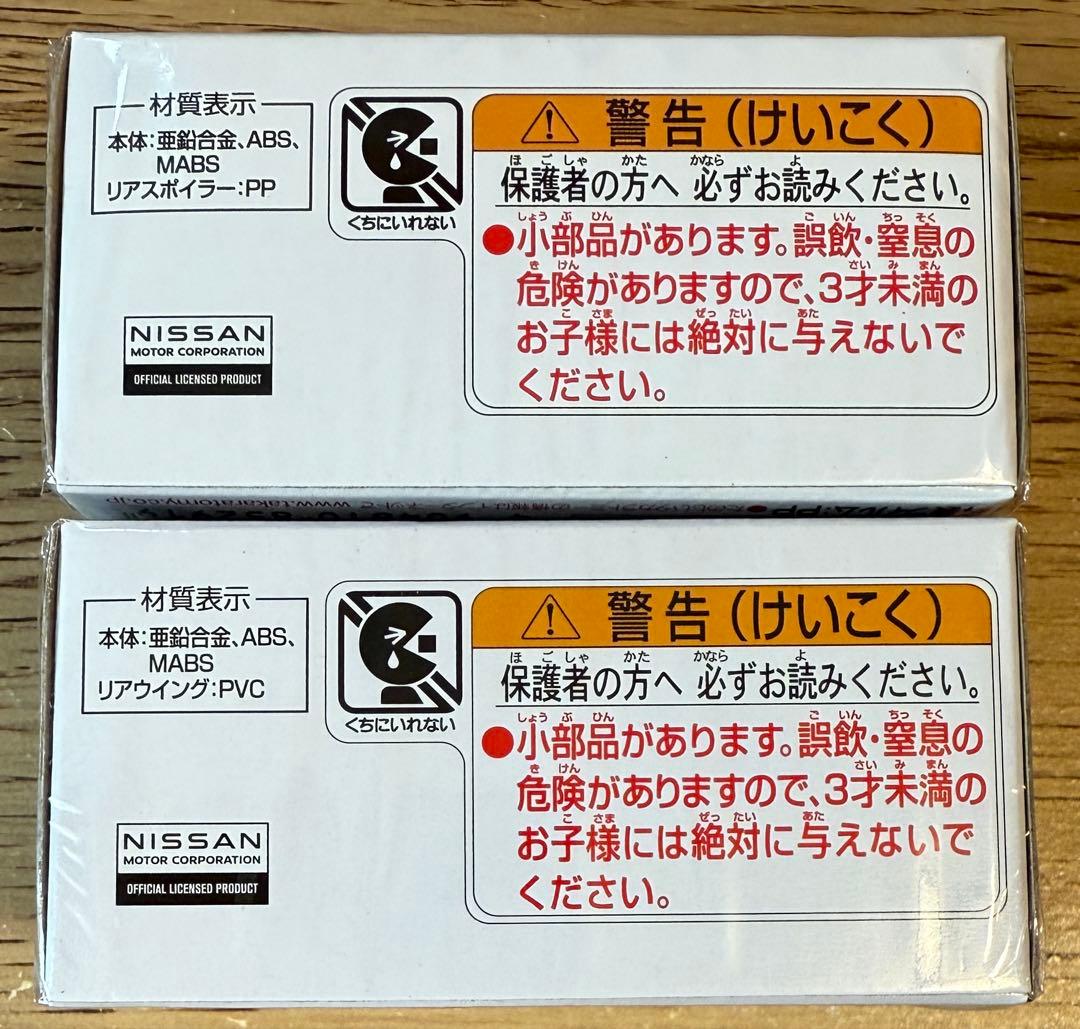 材質表示
本体:亜鉛合金、ABS、
MABS
リアスポイラー:PP
くちにいれない
NISSAN
MOTOR CORPORATION
OFFICIAL LICENSED PRODUCT
警告(けいこく)
ほごしゃ かた かなら よ
保護者の方へ 必ずお読みください。
しょうぶひん ごいん ちっそく
●小部品があります。誤飲・窒息の
きけん さいみまん
危険がありますので、3才未満の
こさま ぜったい あた
お子様には絶対に与えないで
ください。
www.takaratomy.co.jp
材質表示
本体:亜鉛合金、ABS、
MABS
リアウイング:PVC
くちにいれない
NISSAN
MOTOR CORPORATION
OFFICIAL LICENSED PRODUCT
警告(けいこく)
ほごしゃ かた かなら よ
保護者の方へ 必ずお読みください。
しょうぶひん ごいん ちっそく
●小部品があります。誤飲・窒息の
きけん さいみまん
危険がありますので、3才未満の
こさま ぜったい あた
お子様には絶対に与えないで
ください。